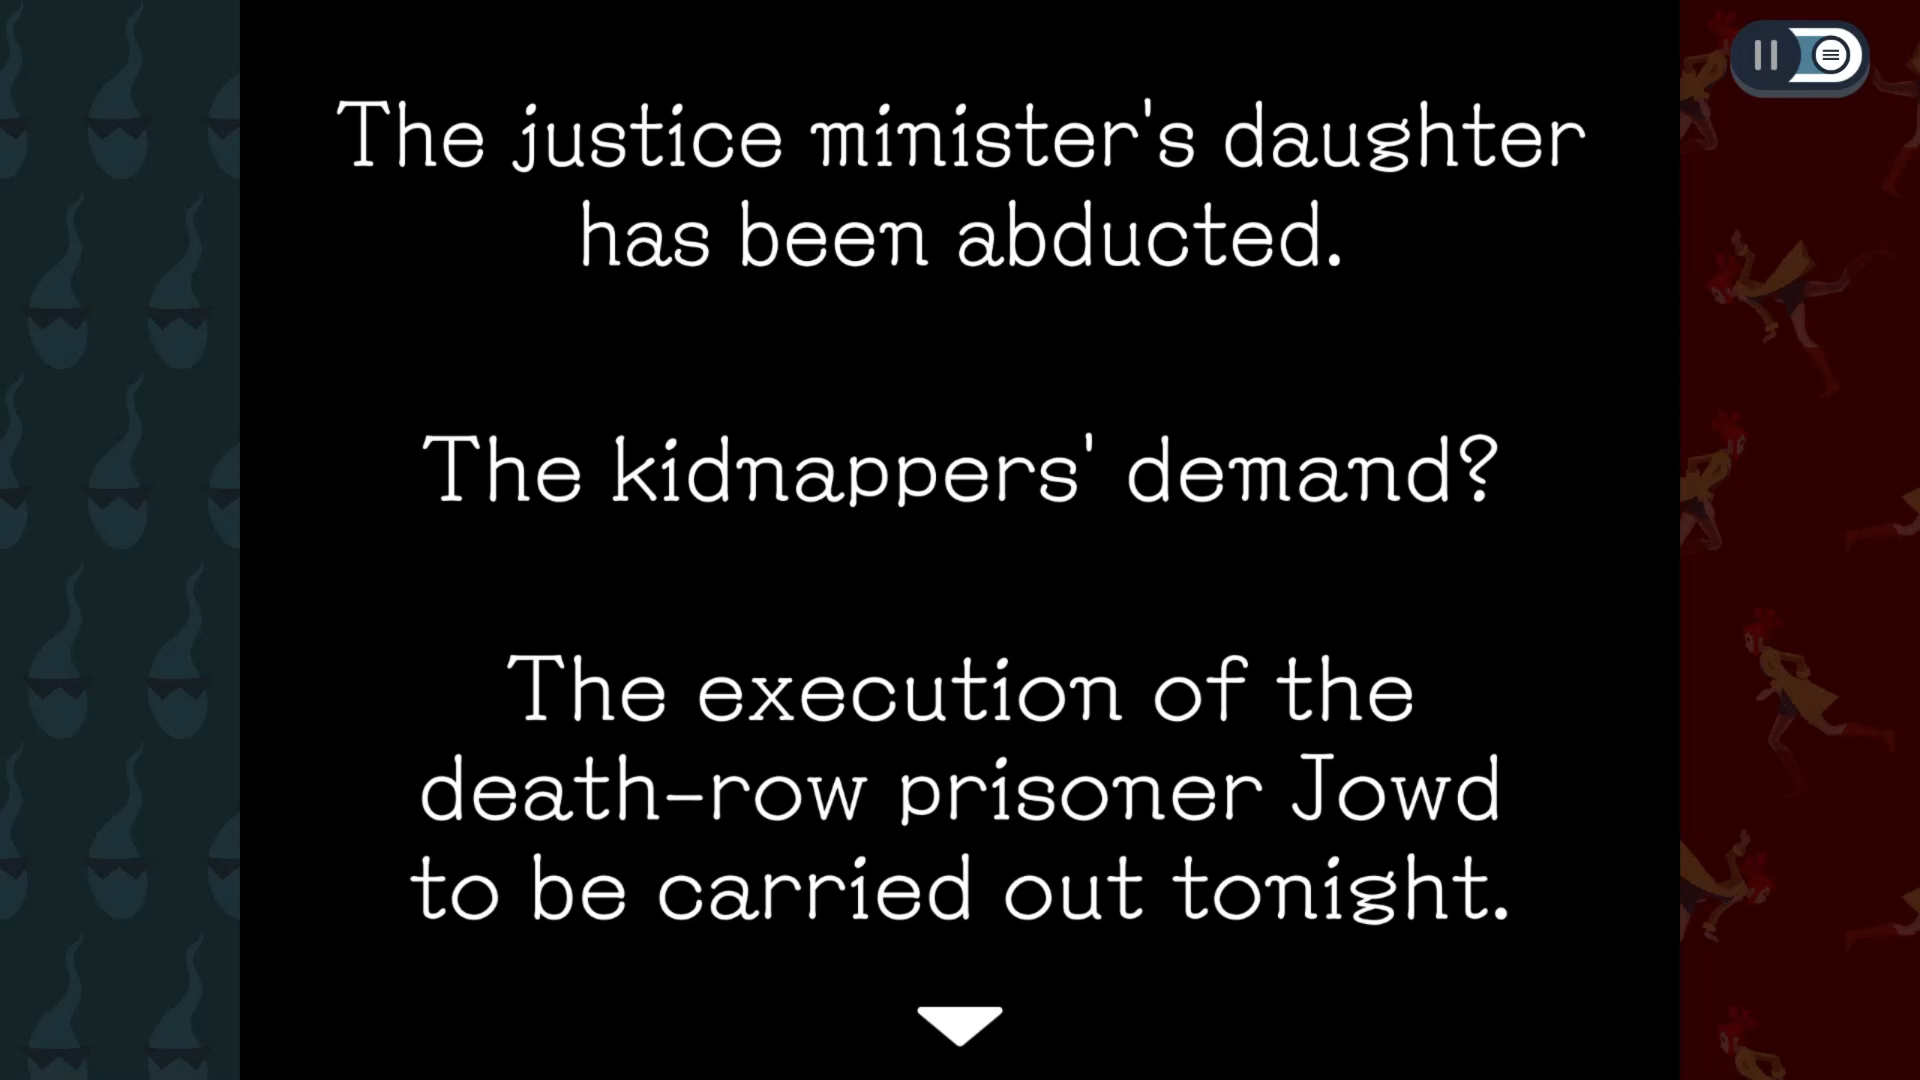 The justice minister's daughter
has been abducted.
The kidnappers' demand?
The execution of the
death-row prisoner Jowd
to be carried out tonight.